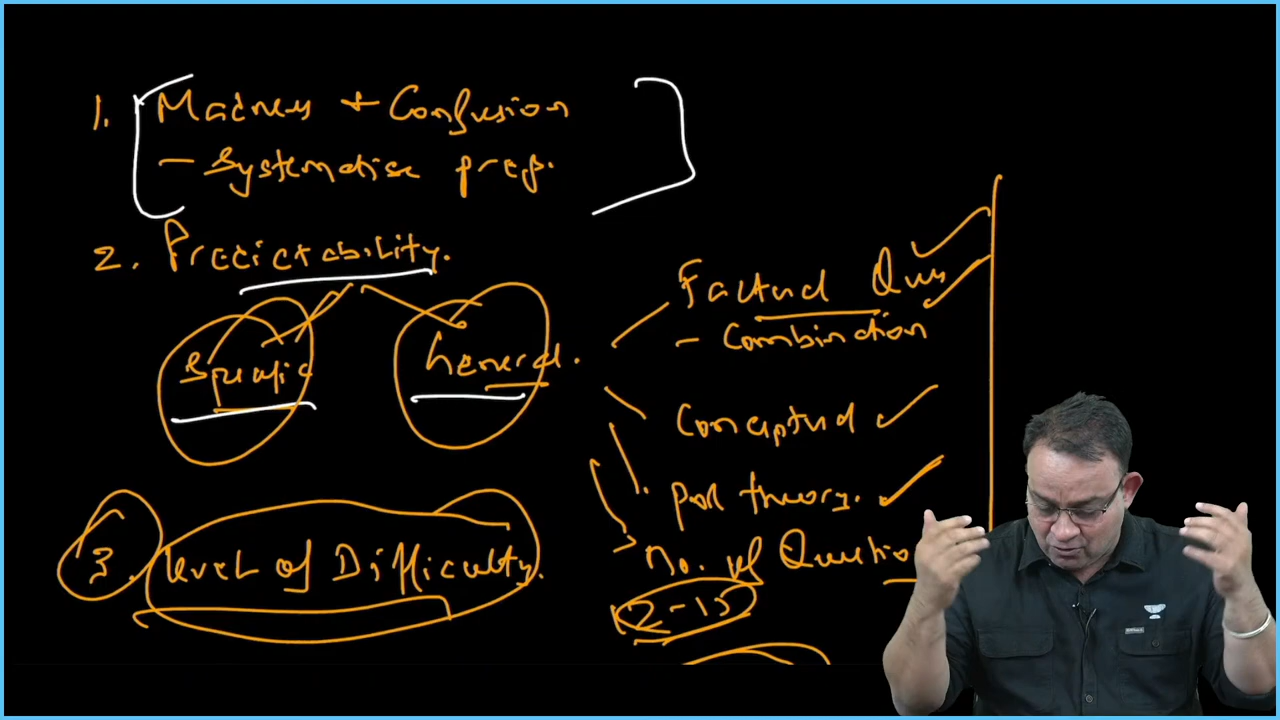 1. Madness + Confusion
- Systematise prep.
2. Predictability.
Specific
General.
Factual Ques
- Combination
Conceptual
Pol theory.
No. of Questio
12-15
3. Level of Difficulty.